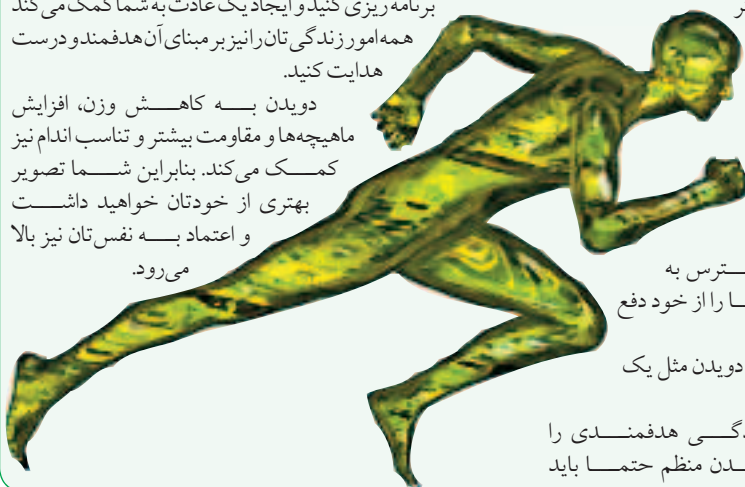 ر
ترس به
ا را از خود دفع
دویدن مثل یک
هدفمندی را
منظم حتما باید
برنامه‌ریزی کنید و ایجاد یک عادت به شما کمک می‌کند
همه امور زندگی‌تان را نیز بر مبنای آن هدفمند و درست
هدایت کنید.
دویدن به کاهش وزن، افزایش
ماهیچه‌ها و مقاومت بیشتر و تناسب اندام نیز
کمک می‌کند. بنابراین شما تصویر
بهتری از خودتان خواهید داشت
و اعتماد به نفس‌تان نیز بالا
می‌رود.